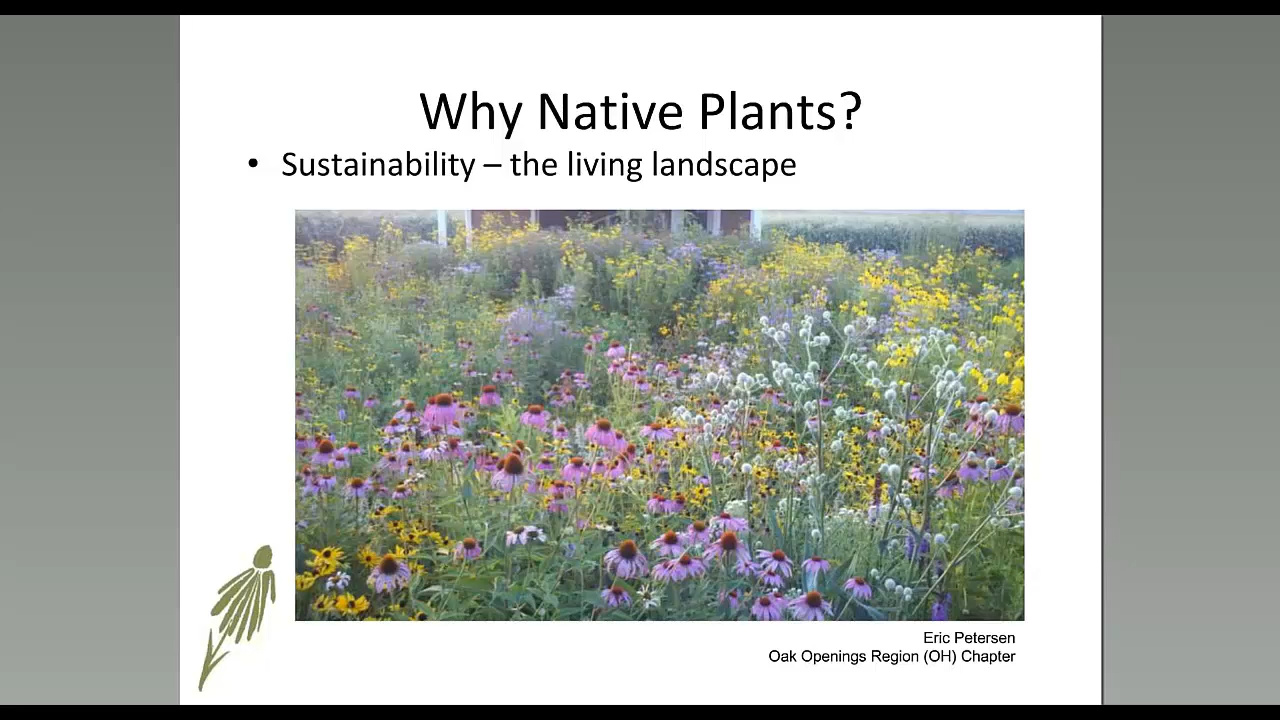 Why Native Plants?
• Sustainability – the living landscape
Eric Petersen
Oak Openings Region (OH) Chapter